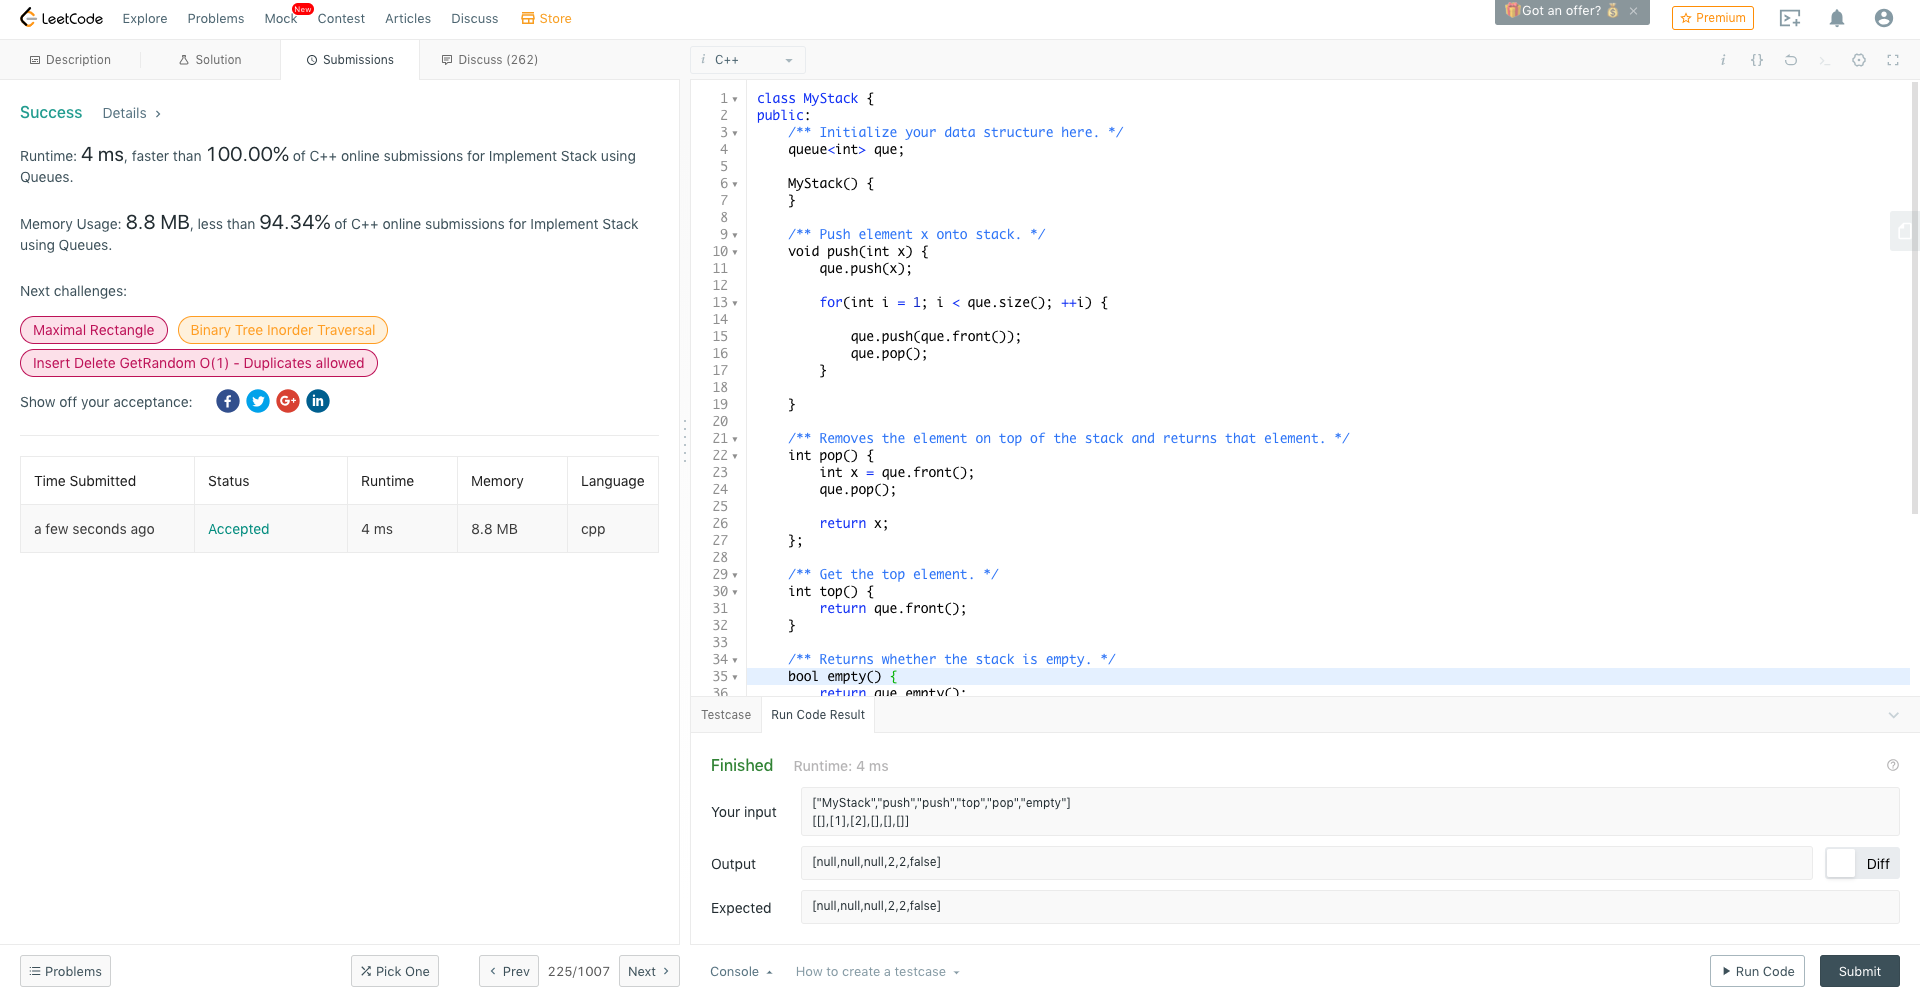 LeetCode Explore Problems Mock New Contest Articles Discuss Store
Got an offer? × Premium
Description Solution Submissions Discuss (262)
i C++
i {}
Success Details
Runtime: 4 ms, faster than 100.00% of C++ online submissions for Implement Stack using
Queues.
Memory Usage: 8.8 MB, less than 94.34% of C++ online submissions for Implement Stack
using Queues.
Next challenges:
Maximal Rectangle Binary Tree Inorder Traversal
Insert Delete GetRandom O(1) - Duplicates allowed
Show off your acceptance: f G+ in
Time Submitted Status Runtime Memory Language
a few seconds ago Accepted 4 ms 8.8 MB cpp
1 class MyStack {
2 public:
3 /** Initialize your data structure here. */
4 queue<int> que;
5
6 MyStack() {
7 }
8
9 /** Push element x onto stack. */
10 void push(int x) {
11 que.push(x);
12
13 for(int i = 1; i < que.size(); ++i) {
14
15 que.push(que.front());
16 que.pop();
17 }
18
19 }
20
21 /** Removes the element on top of the stack and returns that element. */
22 int pop() {
23 int x = que.front();
24 que.pop();
25
26 return x;
27 };
28
29 /** Get the top element. */
30 int top() {
31 return que.front();
32 }
33
34 /** Returns whether the stack is empty. */
35 bool empty() {
36 return que.empty();
Testcase Run Code Result
Finished Runtime: 4 ms
Your input
["MyStack","push","push","top","pop","empty"]
[[],[1],[2],[],[],[]]
Output [null,null,null,2,2,false] Diff
Expected [null,null,null,2,2,false]
Problems Pick One Prev 225/1007 Next Console How to create a testcase Run Code Submit